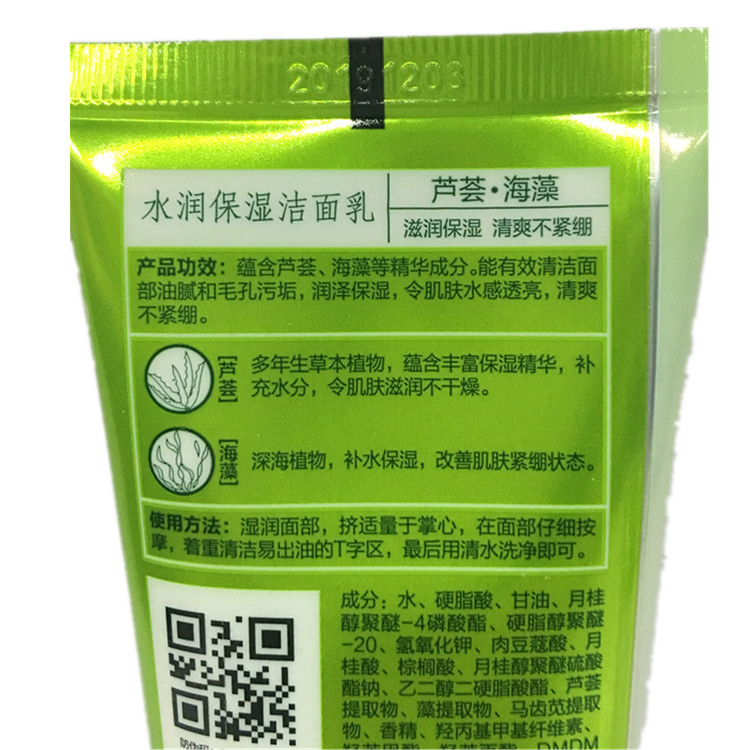 20191203
水润保湿洁面乳
芦荟·海藻
滋润保湿 清爽不紧绷
产品功效：蕴含芦荟、海藻等精华成分。能有效清洁面
部油腻和毛孔污垢，润泽保湿，令肌肤水感透亮，清爽
不紧绷。
【芦荟】
多年生草本植物，蕴含丰富保湿精华，补
充水分，令肌肤滋润不干燥。
【海藻】
深海植物，补水保湿，改善肌肤紧绷状态。
使用方法：湿润面部，挤适量于掌心，在面部仔细按
摩，着重清洁易出油的T字区，最后用清水洗净即可。
成分：水、硬脂酸、甘油、月桂
醇聚醚-4磷酸酯、硬脂醇聚醚
-20、氢氧化钾、肉豆蔻酸、月
桂酸、棕榈酸、月桂醇聚醚硫酸
酯钠、乙二醇二硬脂酸酯、芦荟
提取物、藻提取物、马齿苋提取
物、香精、羟丙基甲基纤维素、
DMDM